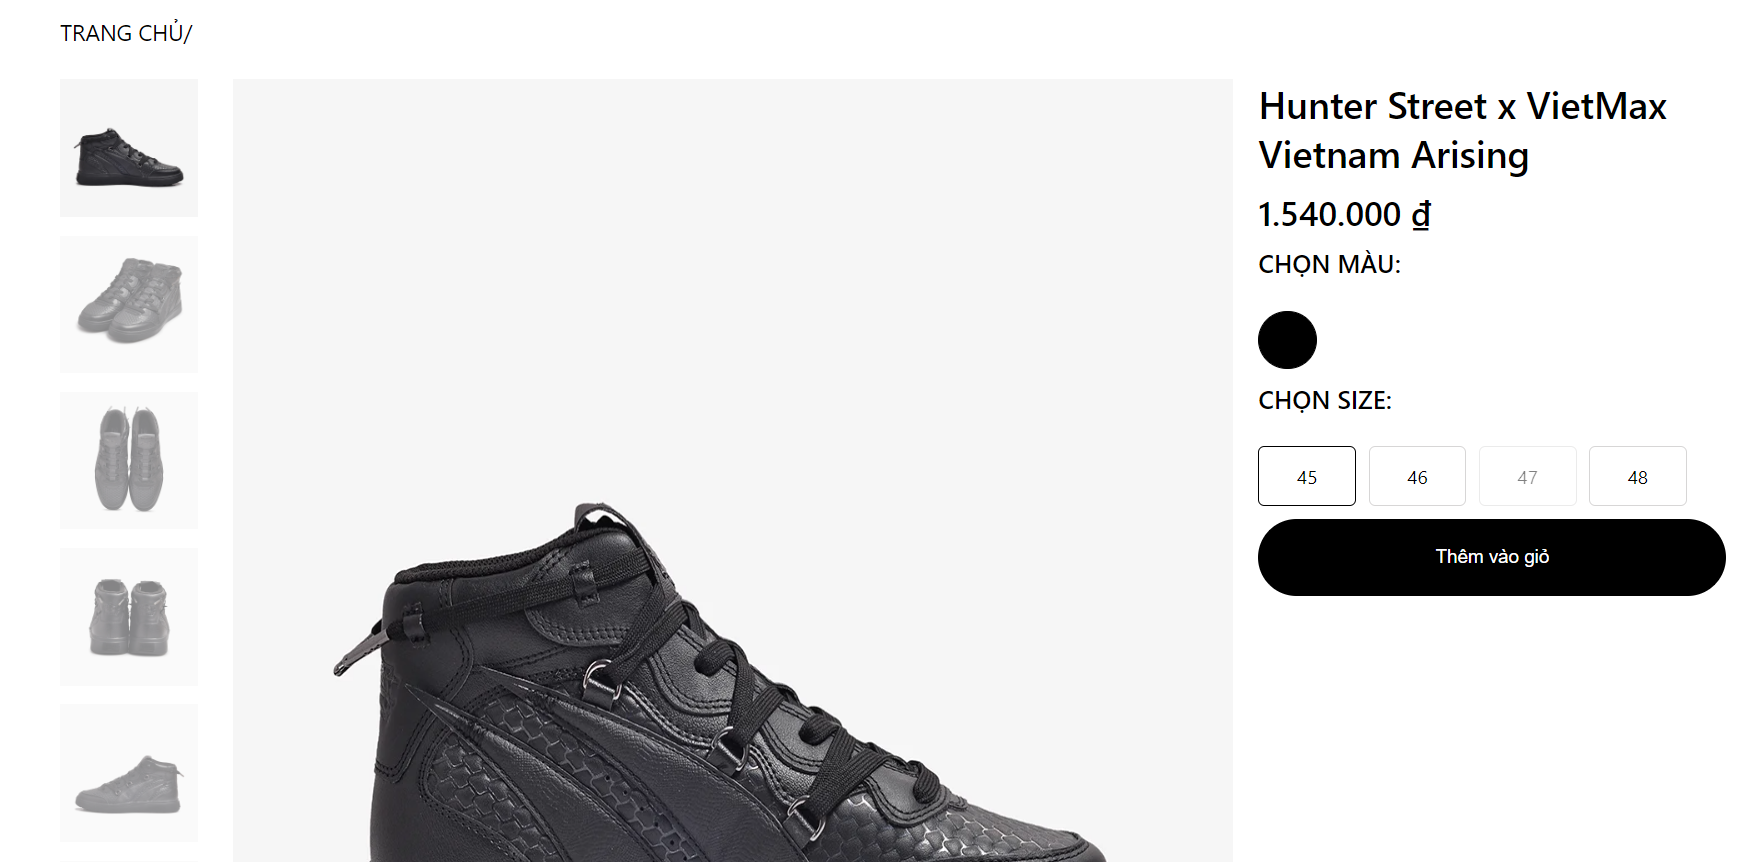 TRANG CHỦ/
Hunter Street x VietMax
Vietnam Arising
1.540.000 ₫
CHỌN MÀU:
CHỌN SIZE:
45
46
47
48
Thêm vào giỏ